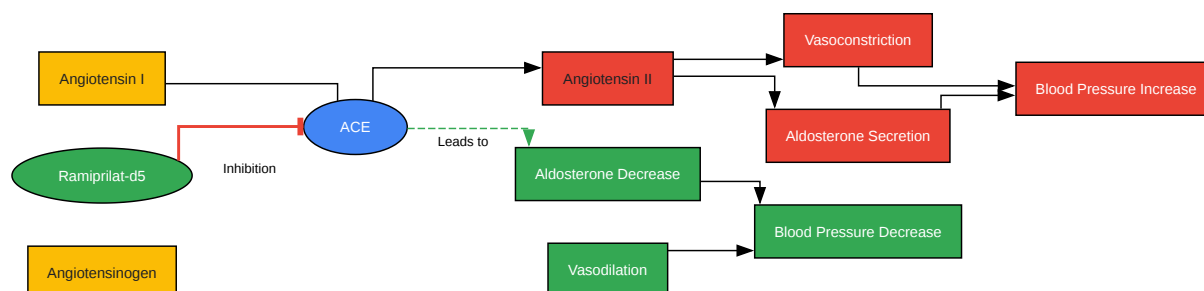 Vasoconstriction
Angiotensin I
Angiotensin II
Blood Pressure Increase
ACE
Aldosterone Secretion
Leads to
Inhibition
Ramiprilat-d5
Aldosterone Decrease
Blood Pressure Decrease
Angiotensinogen
Vasodilation